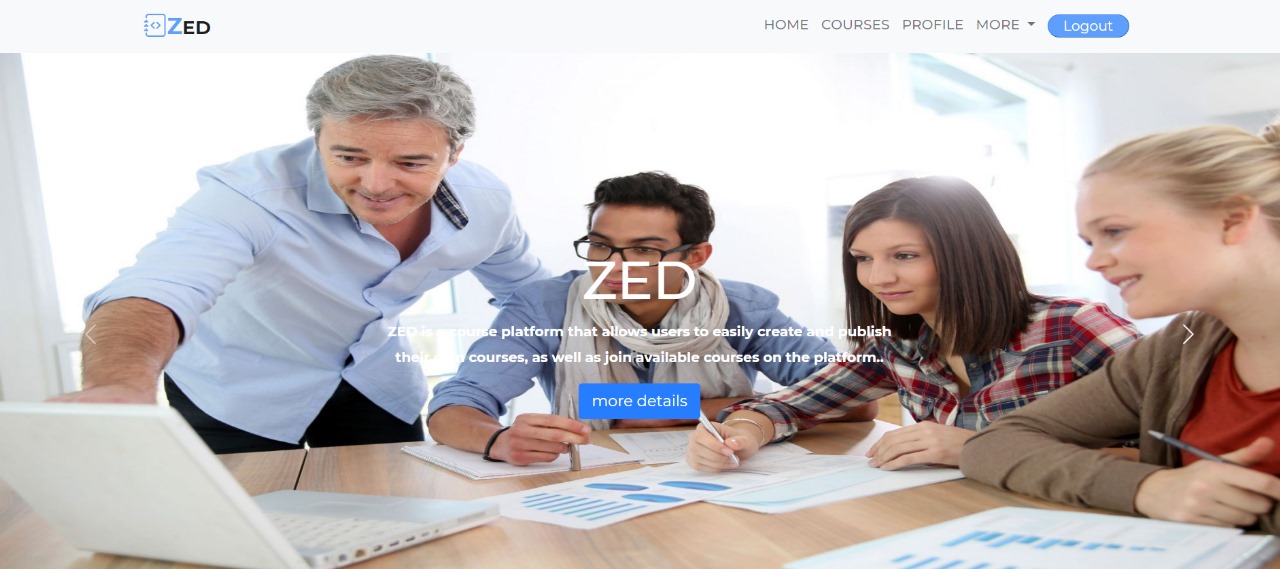 ZED
HOME COURSES PROFILE MORE Logout
ZED
ZED is a course platform that allows users to easily create and publish
their own courses, as well as join available courses on the platform..
more details